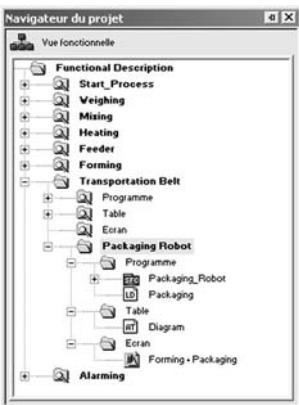 Navigateur du projet
Vue fonctionnelle
Functional Description
Start_Process
Weighing
Mixing
Heating
Feeder
Forming
Transportation Belt
Programme
Table
Ecran
Packaging Robot
Programme
Packaging_Robot
LD Packaging
Table
AT Diagram
Ecran
Forming - Packaging
Alarming